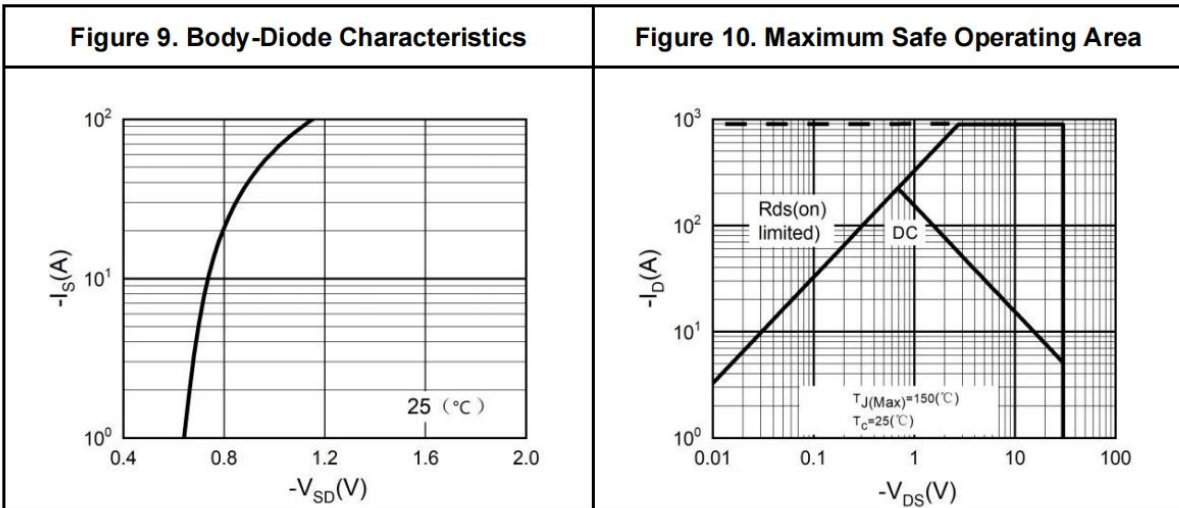 Figure 9. Body-Diode Characteristics
Figure 10. Maximum Safe Operating Area
10²
10¹
10⁰
-I_S(A)
0.4 0.8 1.2 1.6 2.0
-V_SD(V)
25（℃）
10³
10²
10¹
10⁰
-I_D(A)
Rds(on)
limited)
DC
T_J(Max)=150(℃)
T_c=25(℃)
0.01 0.1 1 10 100
-V_DS(V)